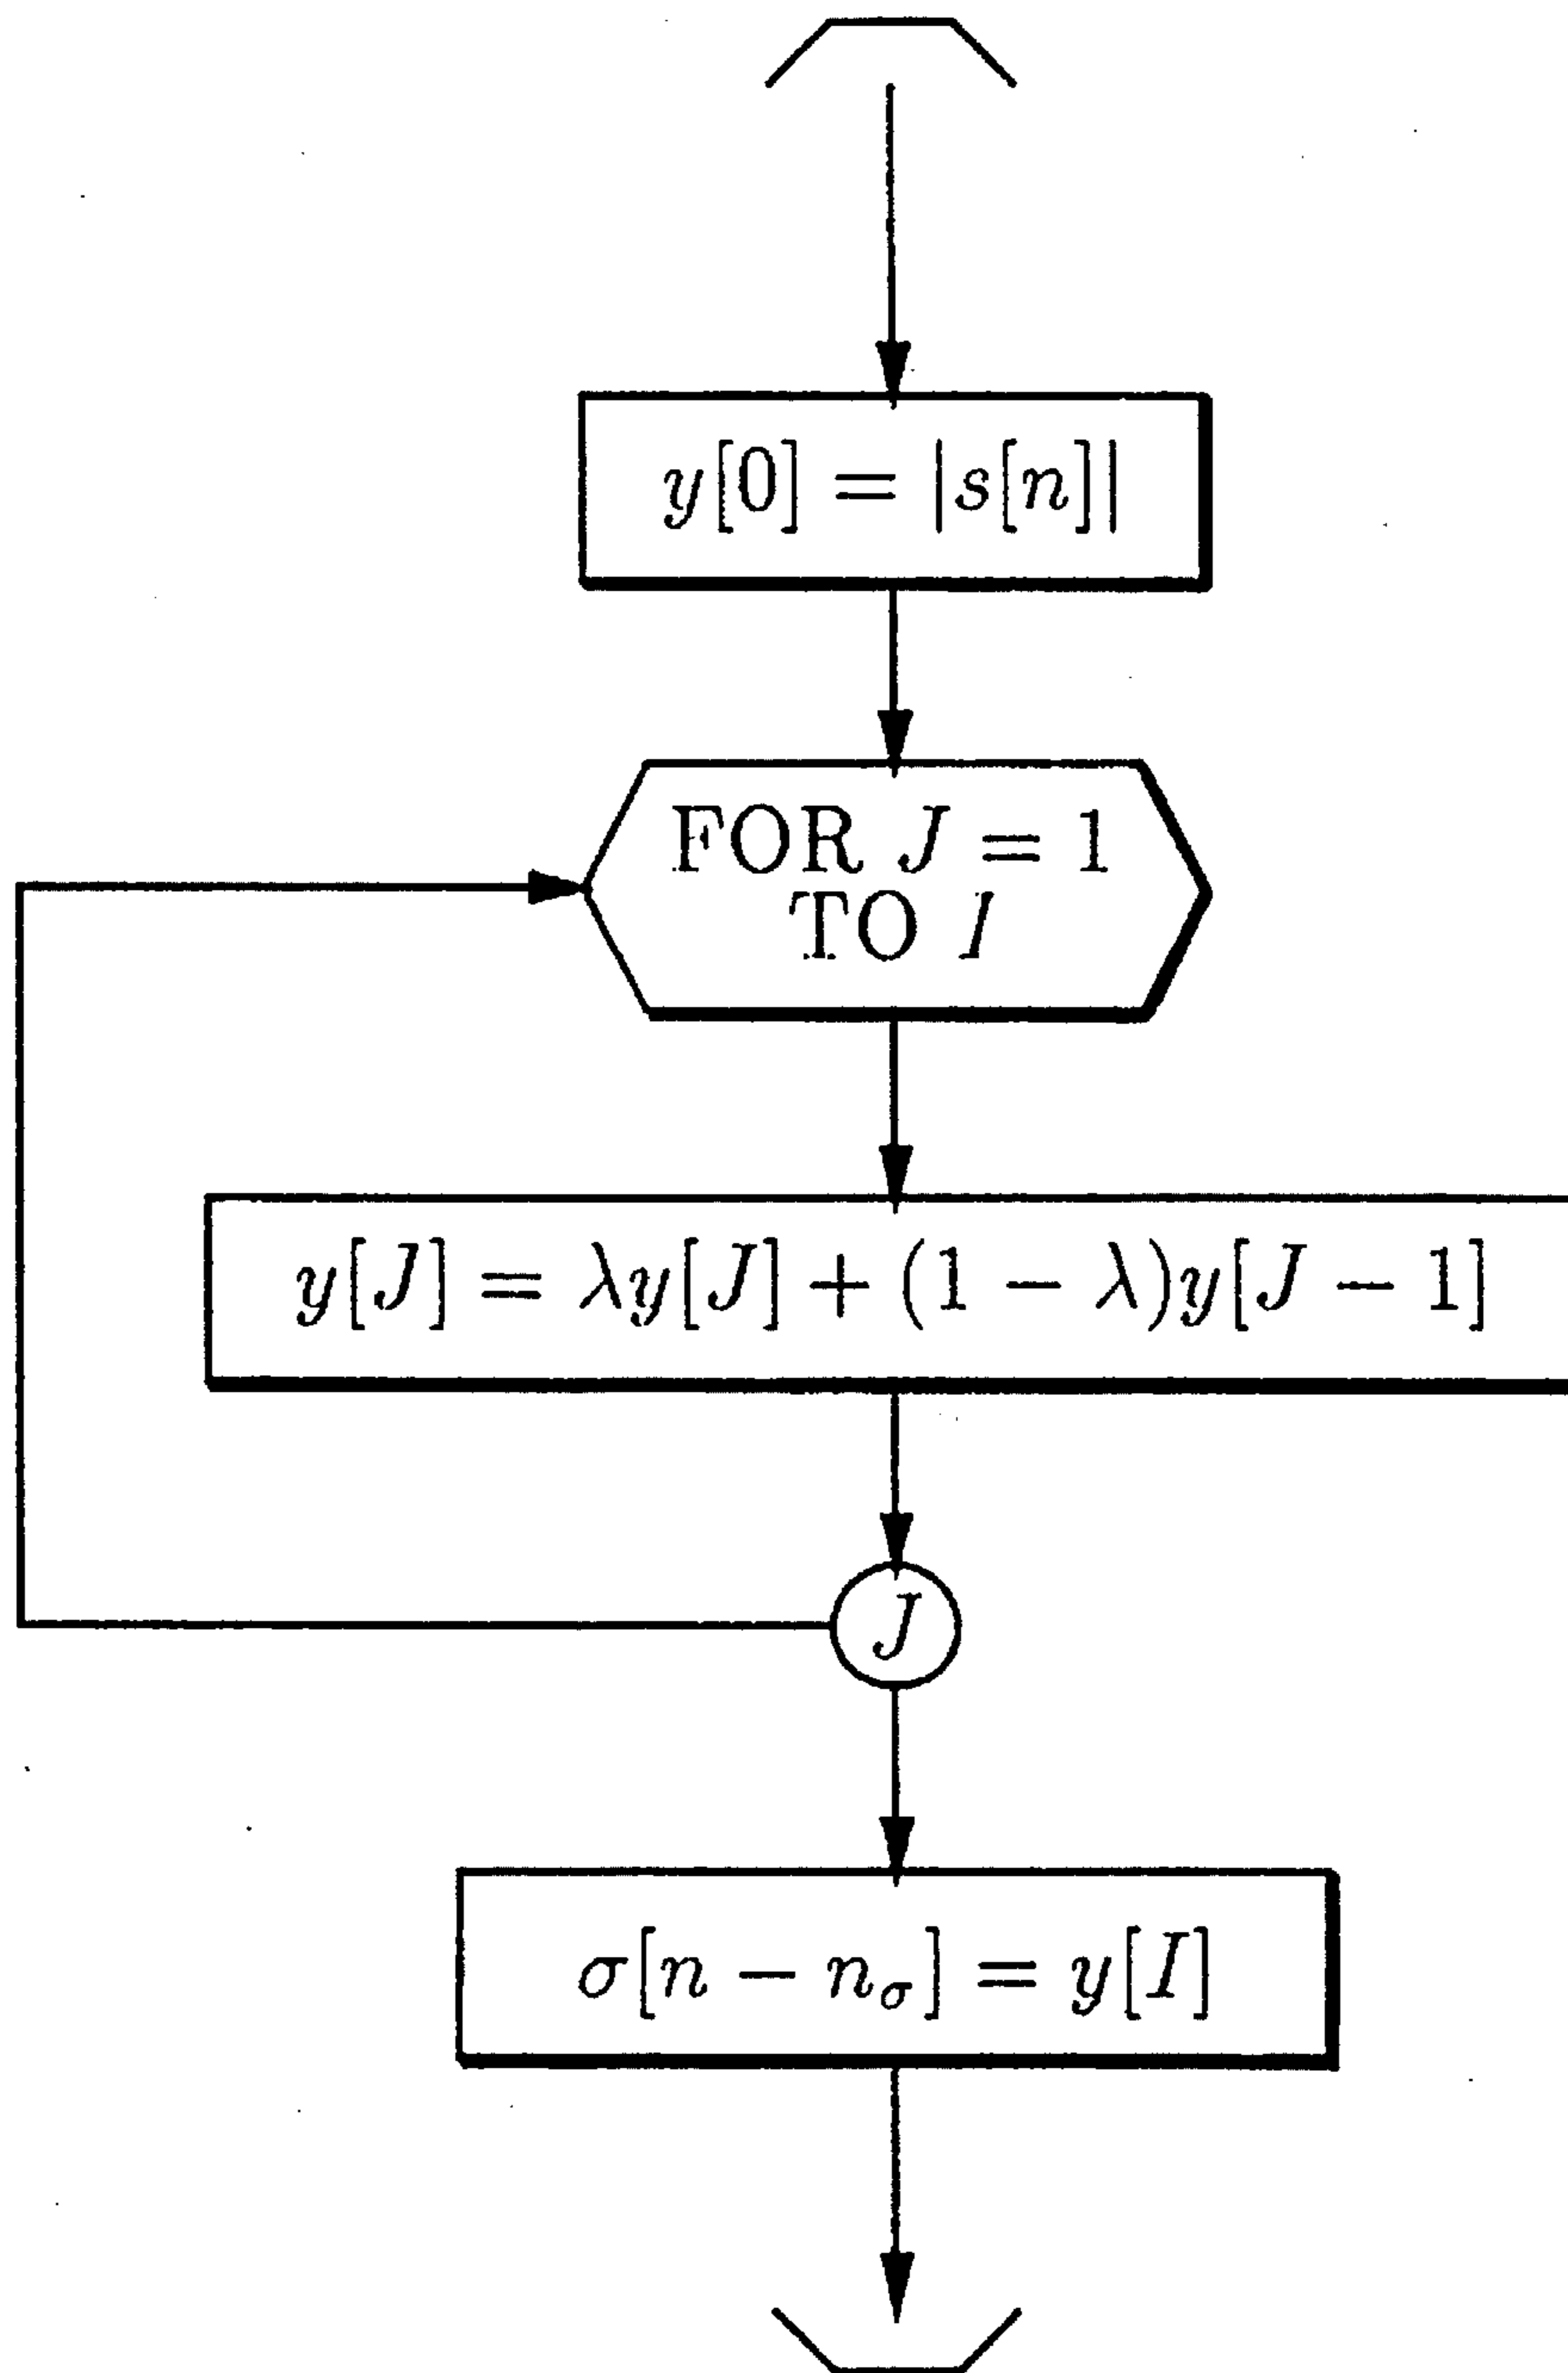 y[0] = |s[n]|
FOR J = 1
TO I
y[J] = λy[J] + (1 − λ)y[J − 1]
J
σ[n − n_σ] = y[I]